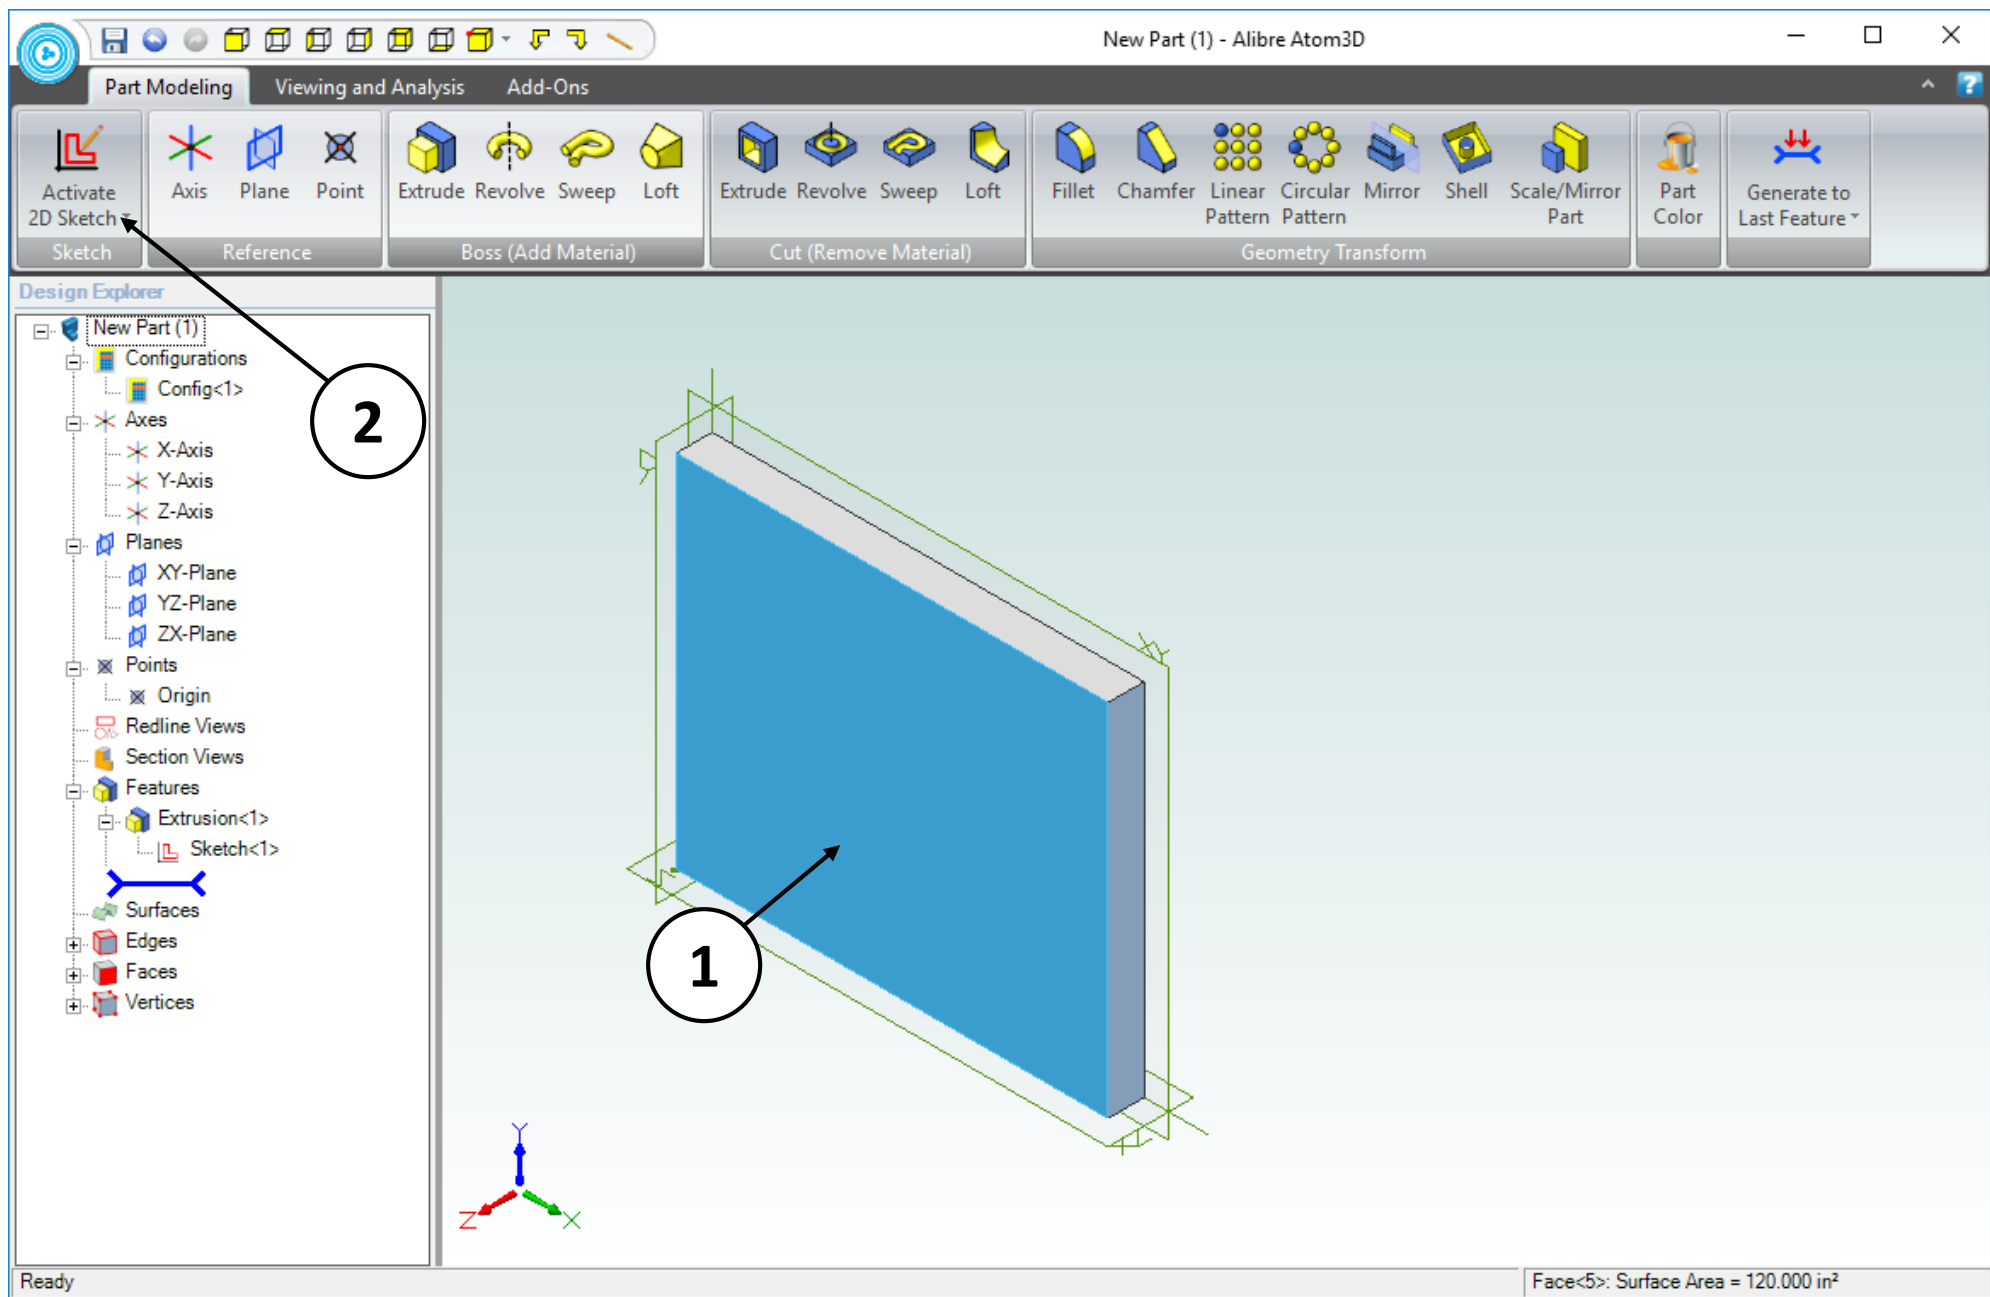 New Part (1) - Alibre Atom3D
Part Modeling
Viewing and Analysis
Add-Ons
Activate
2D Sketch
Axis
Plane
Point
Extrude
Revolve
Sweep
Loft
Extrude
Revolve
Sweep
Loft
Fillet
Chamfer
Linear
Pattern
Circular
Pattern
Mirror
Shell
Scale/Mirror
Part
Part
Color
Generate to
Last Feature
Sketch
Reference
Boss (Add Material)
Cut (Remove Material)
Geometry Transform
Design Explorer
New Part (1)
Configurations
Config<1>
Axes
X-Axis
Y-Axis
Z-Axis
Planes
XY-Plane
YZ-Plane
ZX-Plane
Points
Origin
Redline Views
Section Views
Features
Extrusion<1>
Sketch<1>
Surfaces
Edges
Faces
Vertices
2
1
XY
Y
Z
X
Ready
Face<5>: Surface Area = 120.000 in²